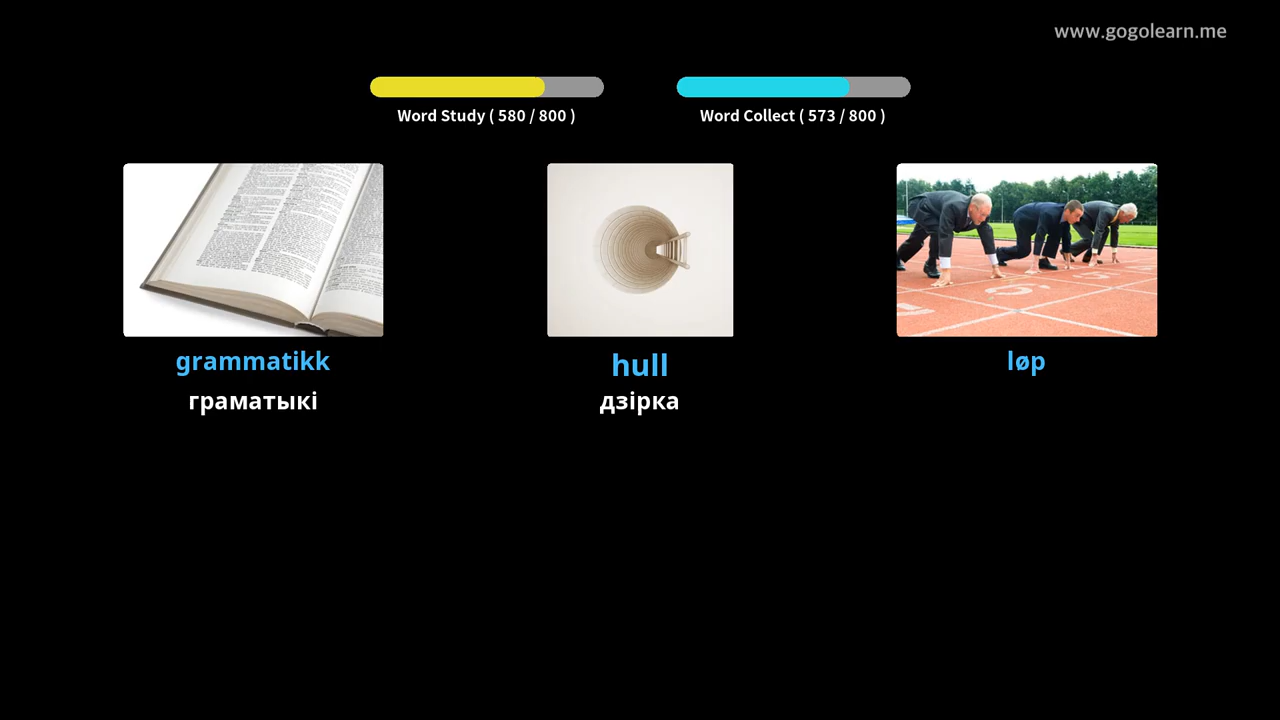 www.gogolearn.me
Word Study ( 580 / 800 )
Word Collect ( 573 / 800 )
grammatikk
hull
løp
граматыкі
дзірка